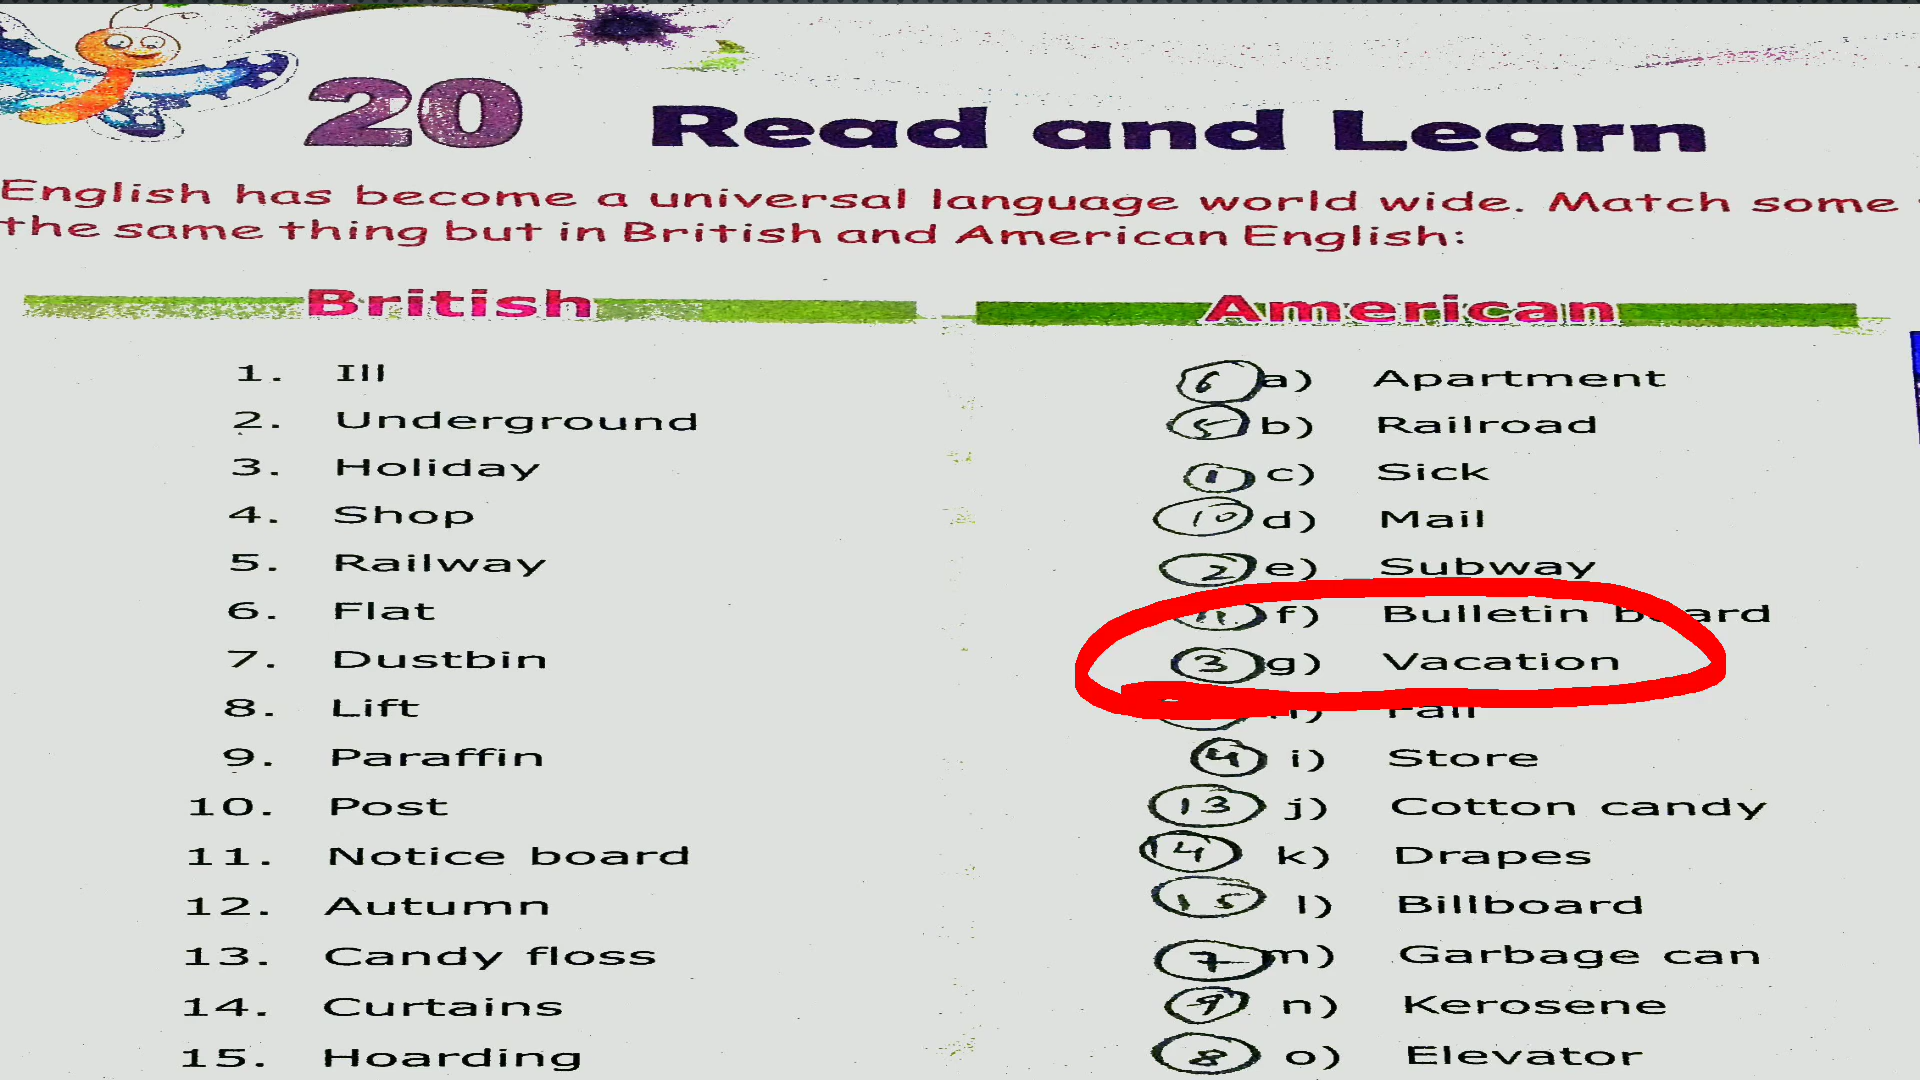 20 Read and Learn
English has become a universal language world wide. Match some
the same thing but in British and American English:
British
American
1. Ill
6 a) Apartment
2. Underground
5 b) Railroad
3. Holiday
1 c) Sick
4. Shop
10 d) Mail
5. Railway
2 e) Subway
6. Flat
11. f) Bulletin board
7. Dustbin
3 g) Vacation
8. Lift
h) Fall
9. Paraffin
4 i) Store
10. Post
13 j) Cotton candy
11. Notice board
14 k) Drapes
12. Autumn
15 l) Billboard
13. Candy floss
7 m) Garbage can
14. Curtains
9 n) Kerosene
15. Hoarding
8 o) Elevator